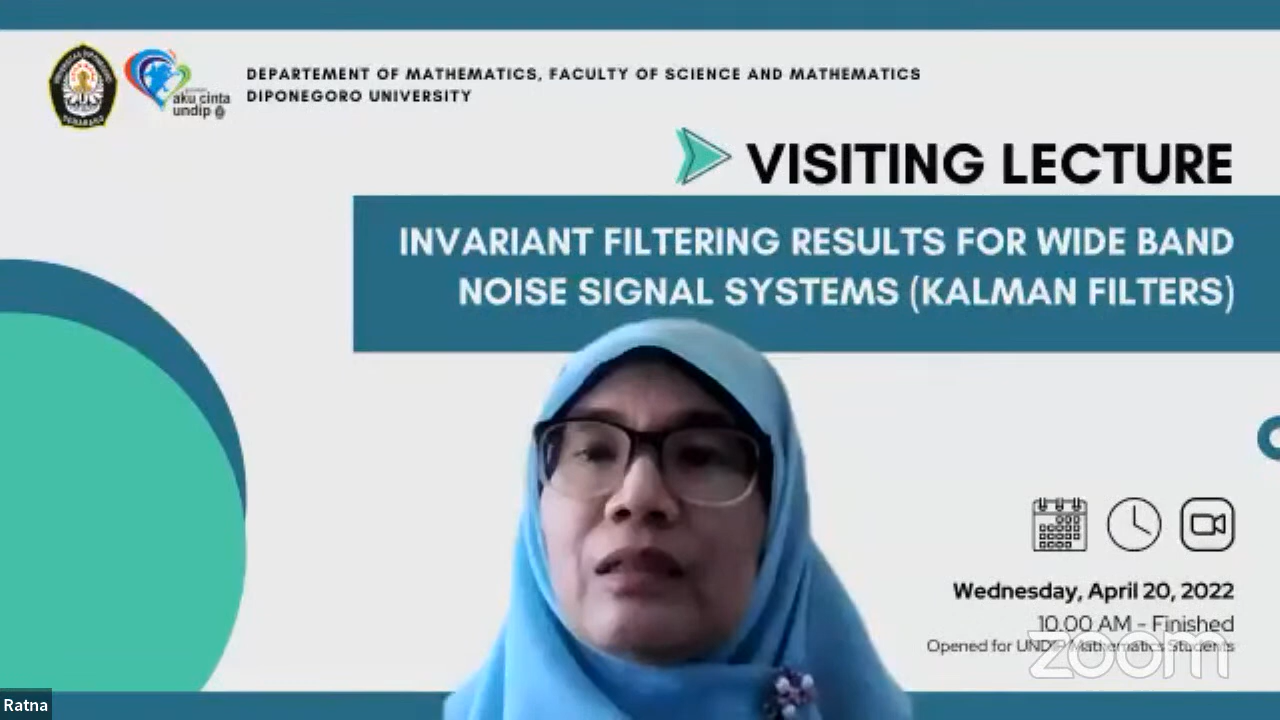 DEPARTEMENT OF MATHEMATICS, FACULTY OF SCIENCE AND MATHEMATICS
DIPONEGORO UNIVERSITY
aku cinta
undip
VISITING LECTURE
INVARIANT FILTERING RESULTS FOR WIDE BAND
NOISE SIGNAL SYSTEMS (KALMAN FILTERS)
Wednesday, April 20, 2022
10.00 AM - Finished
Opened for UNDIP Mathematics Students
zoom
Ratna